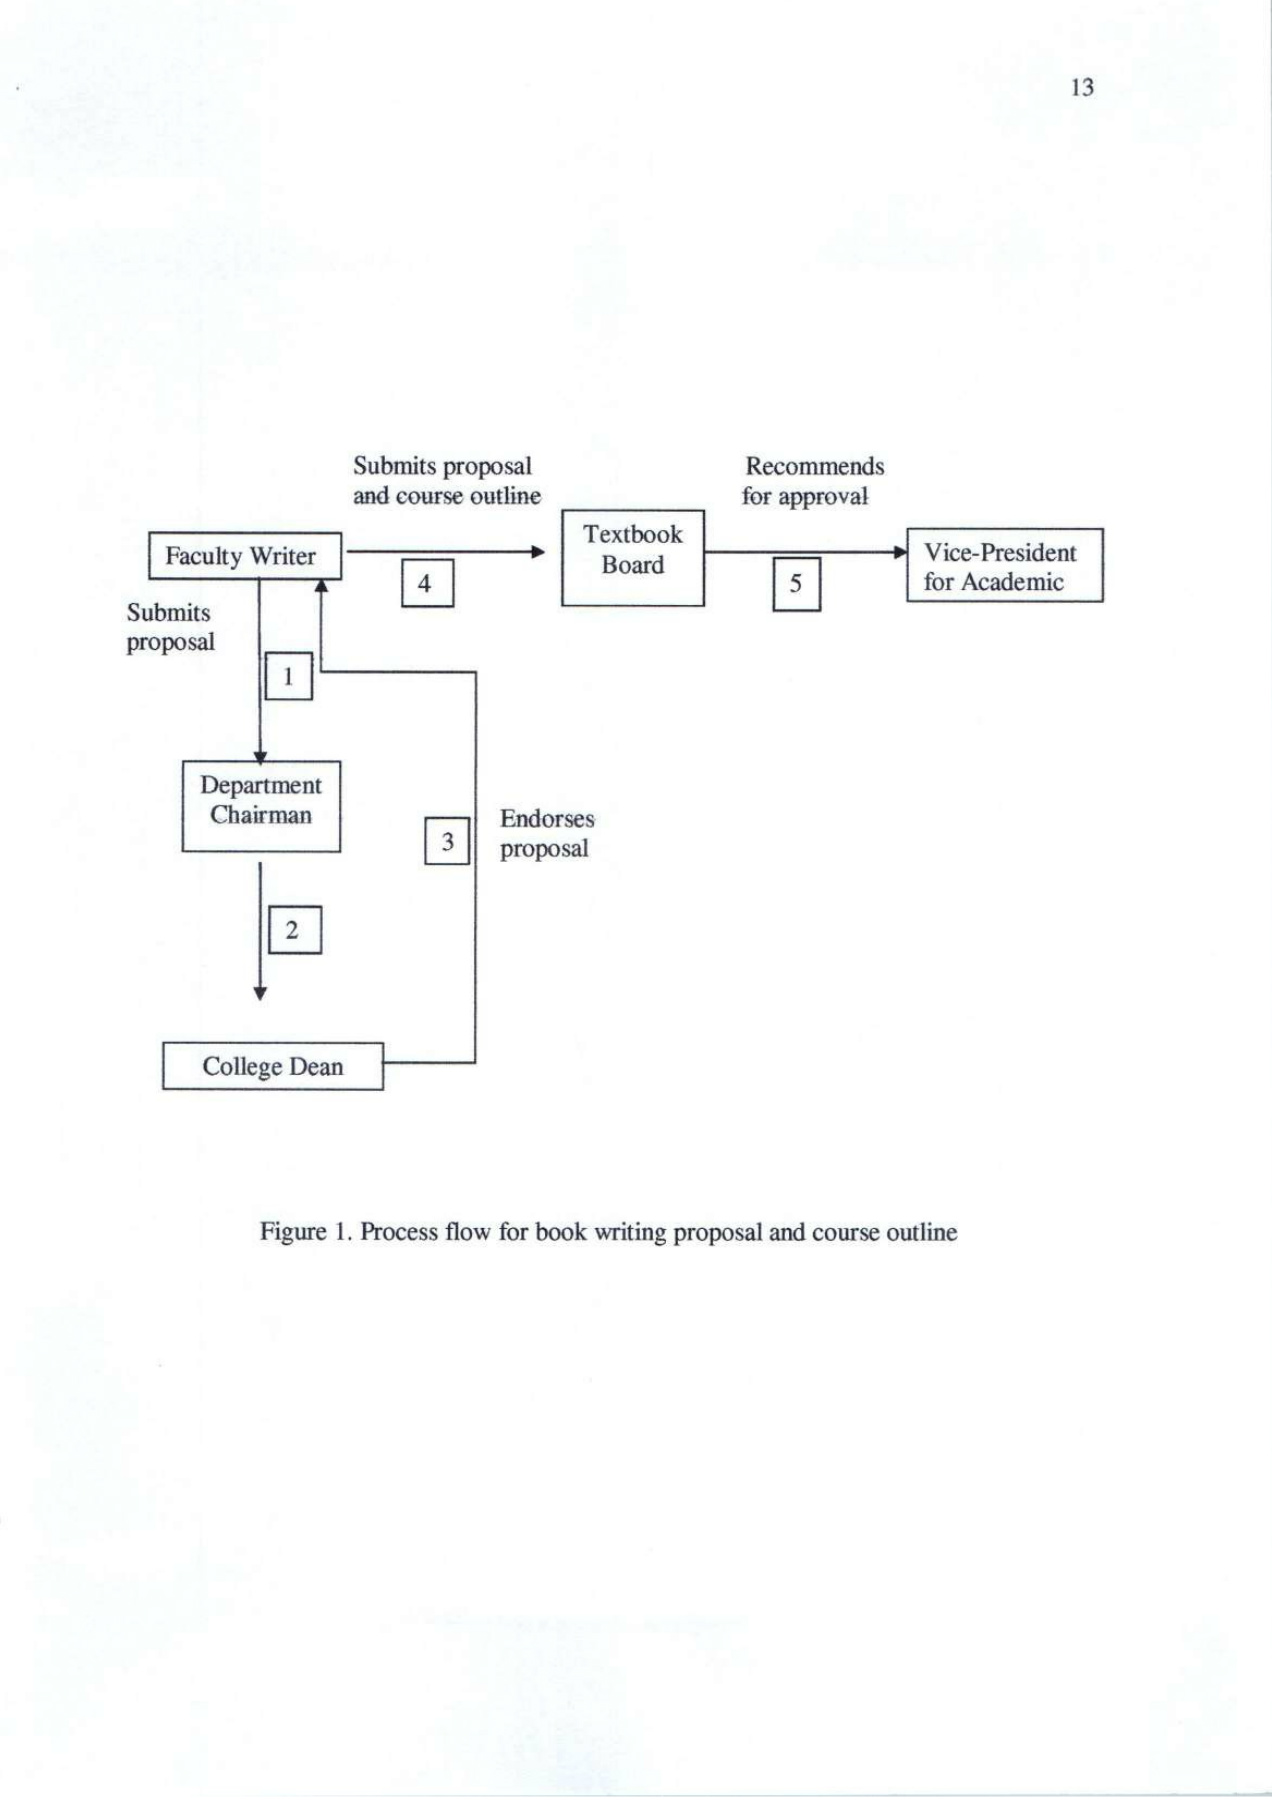 13
Submits proposal
and course outline
Recommends
for approval
Faculty Writer
4
Textbook
Board
5
Vice-President
for Academic
Submits
proposal
1
Department
Chairman
3
Endorses
proposal
2
College Dean
Figure 1. Process flow for book writing proposal and course outline